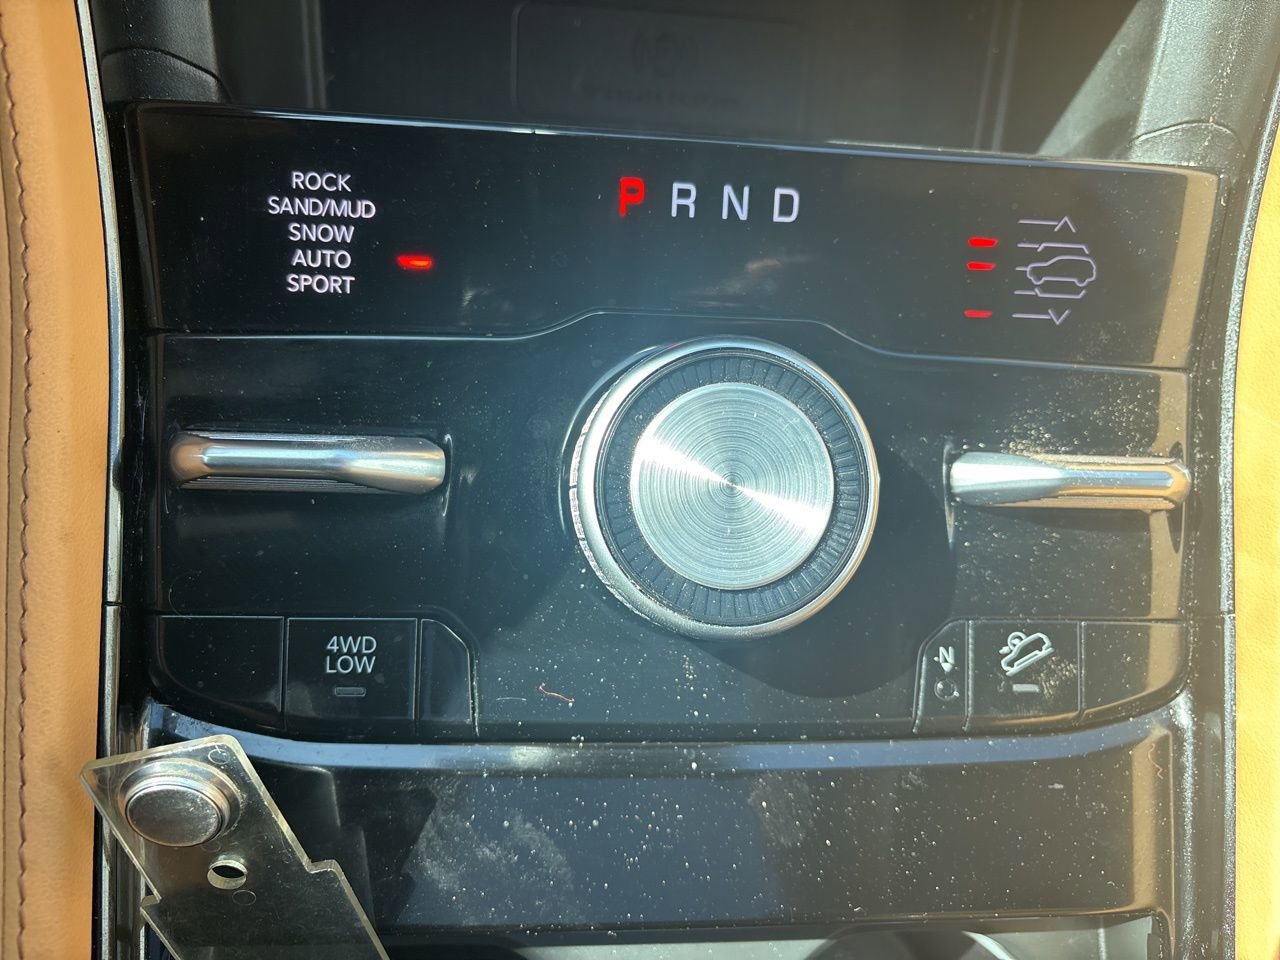 ROCK
SAND/MUD
SNOW
AUTO
SPORT
P R N D
4WD
LOW
N